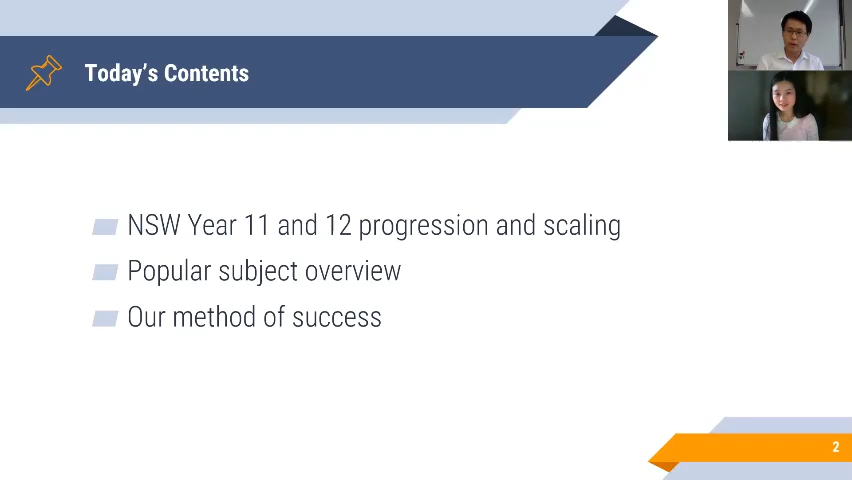 Today’s Contents
NSW Year 11 and 12 progression and scaling
Popular subject overview
Our method of success
2